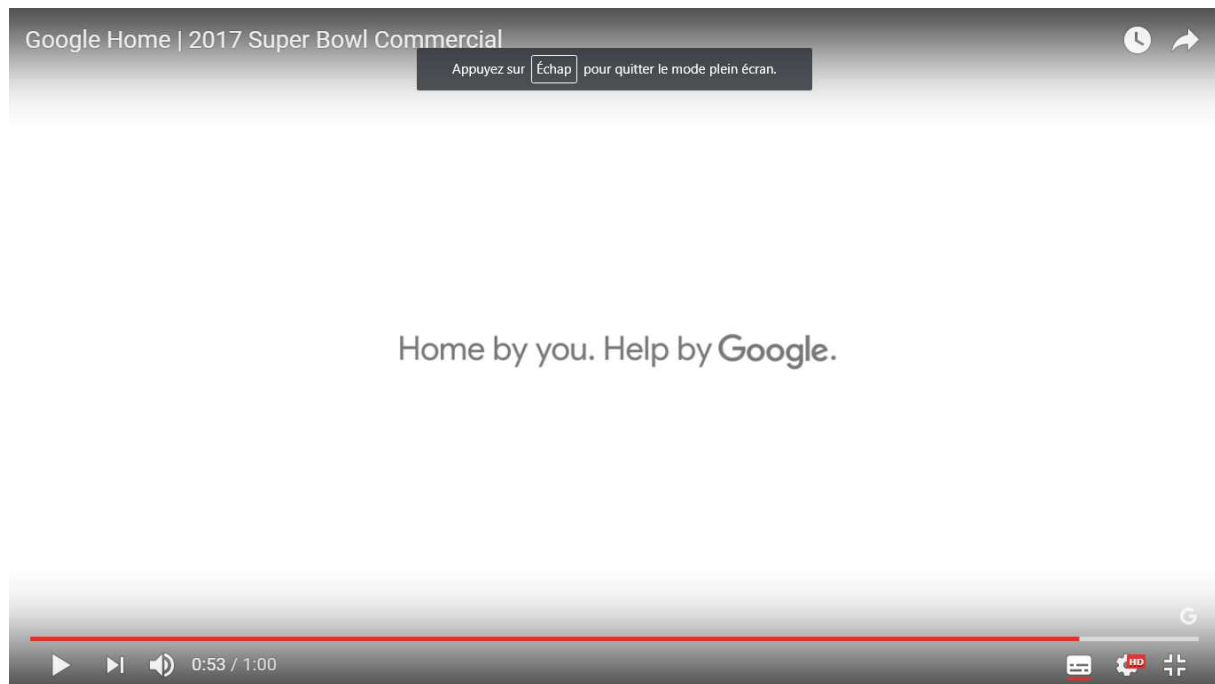 Google Home | 2017 Super Bowl Commercial
Appuyez sur Échap pour quitter le mode plein écran.
Home by you. Help by Google.
G
0:53 / 1:00
HD